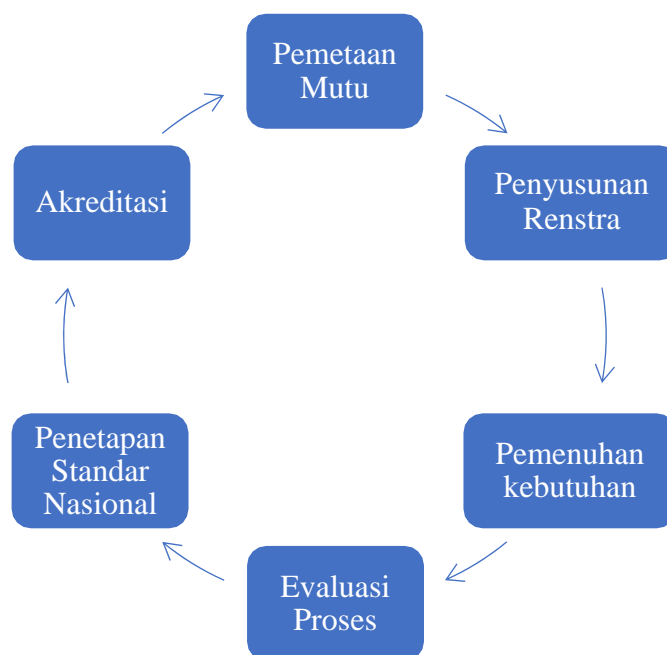 Pemetaan
Mutu
Penyusunan
Renstra
Pemenuhan
kebutuhan
Evaluasi
Proses
Penetapan
Standar
Nasional
Akreditasi